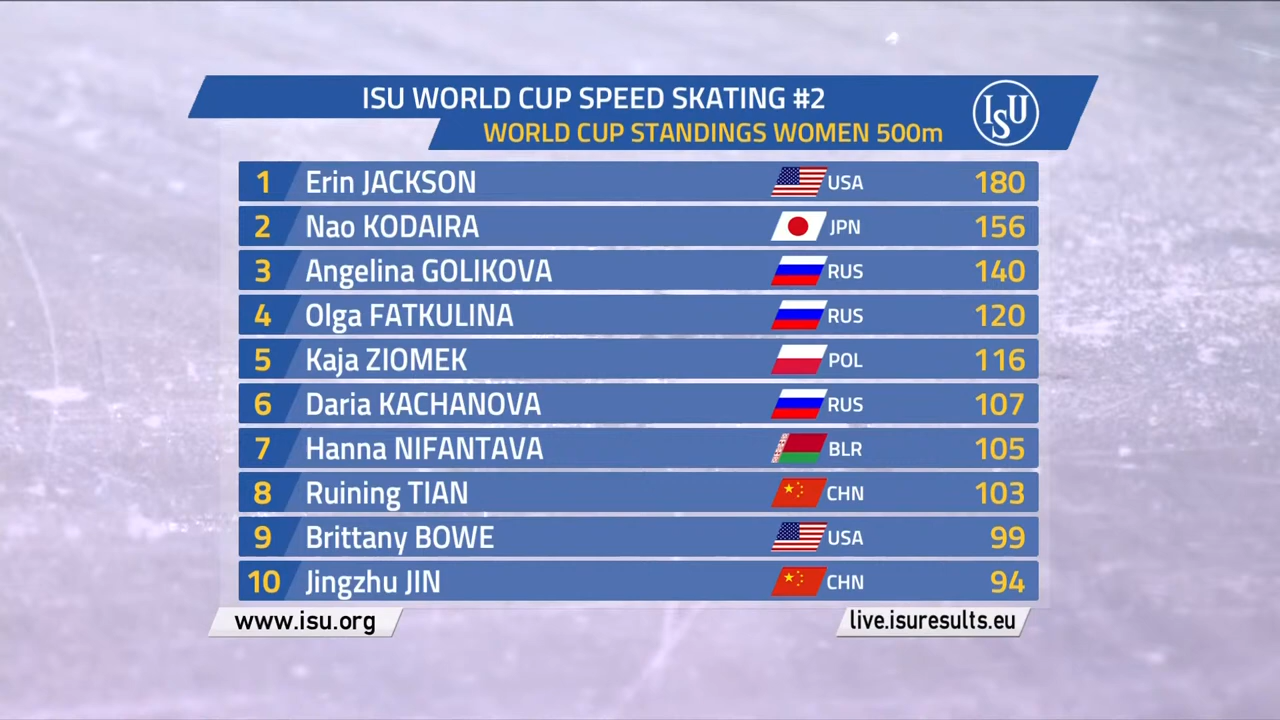 ISU WORLD CUP SPEED SKATING #2
ISU
WORLD CUP STANDINGS WOMEN 500m
1 Erin JACKSON USA 180
2 Nao KODAIRA JPN 156
3 Angelina GOLIKOVA RUS 140
4 Olga FATKULINA RUS 120
5 Kaja ZIOMEK POL 116
6 Daria KACHANOVA RUS 107
7 Hanna NIFANTAVA BLR 105
8 Ruining TIAN CHN 103
9 Brittany BOWE USA 99
10 Jingzhu JIN CHN 94
www.isu.org live.isuresults.eu